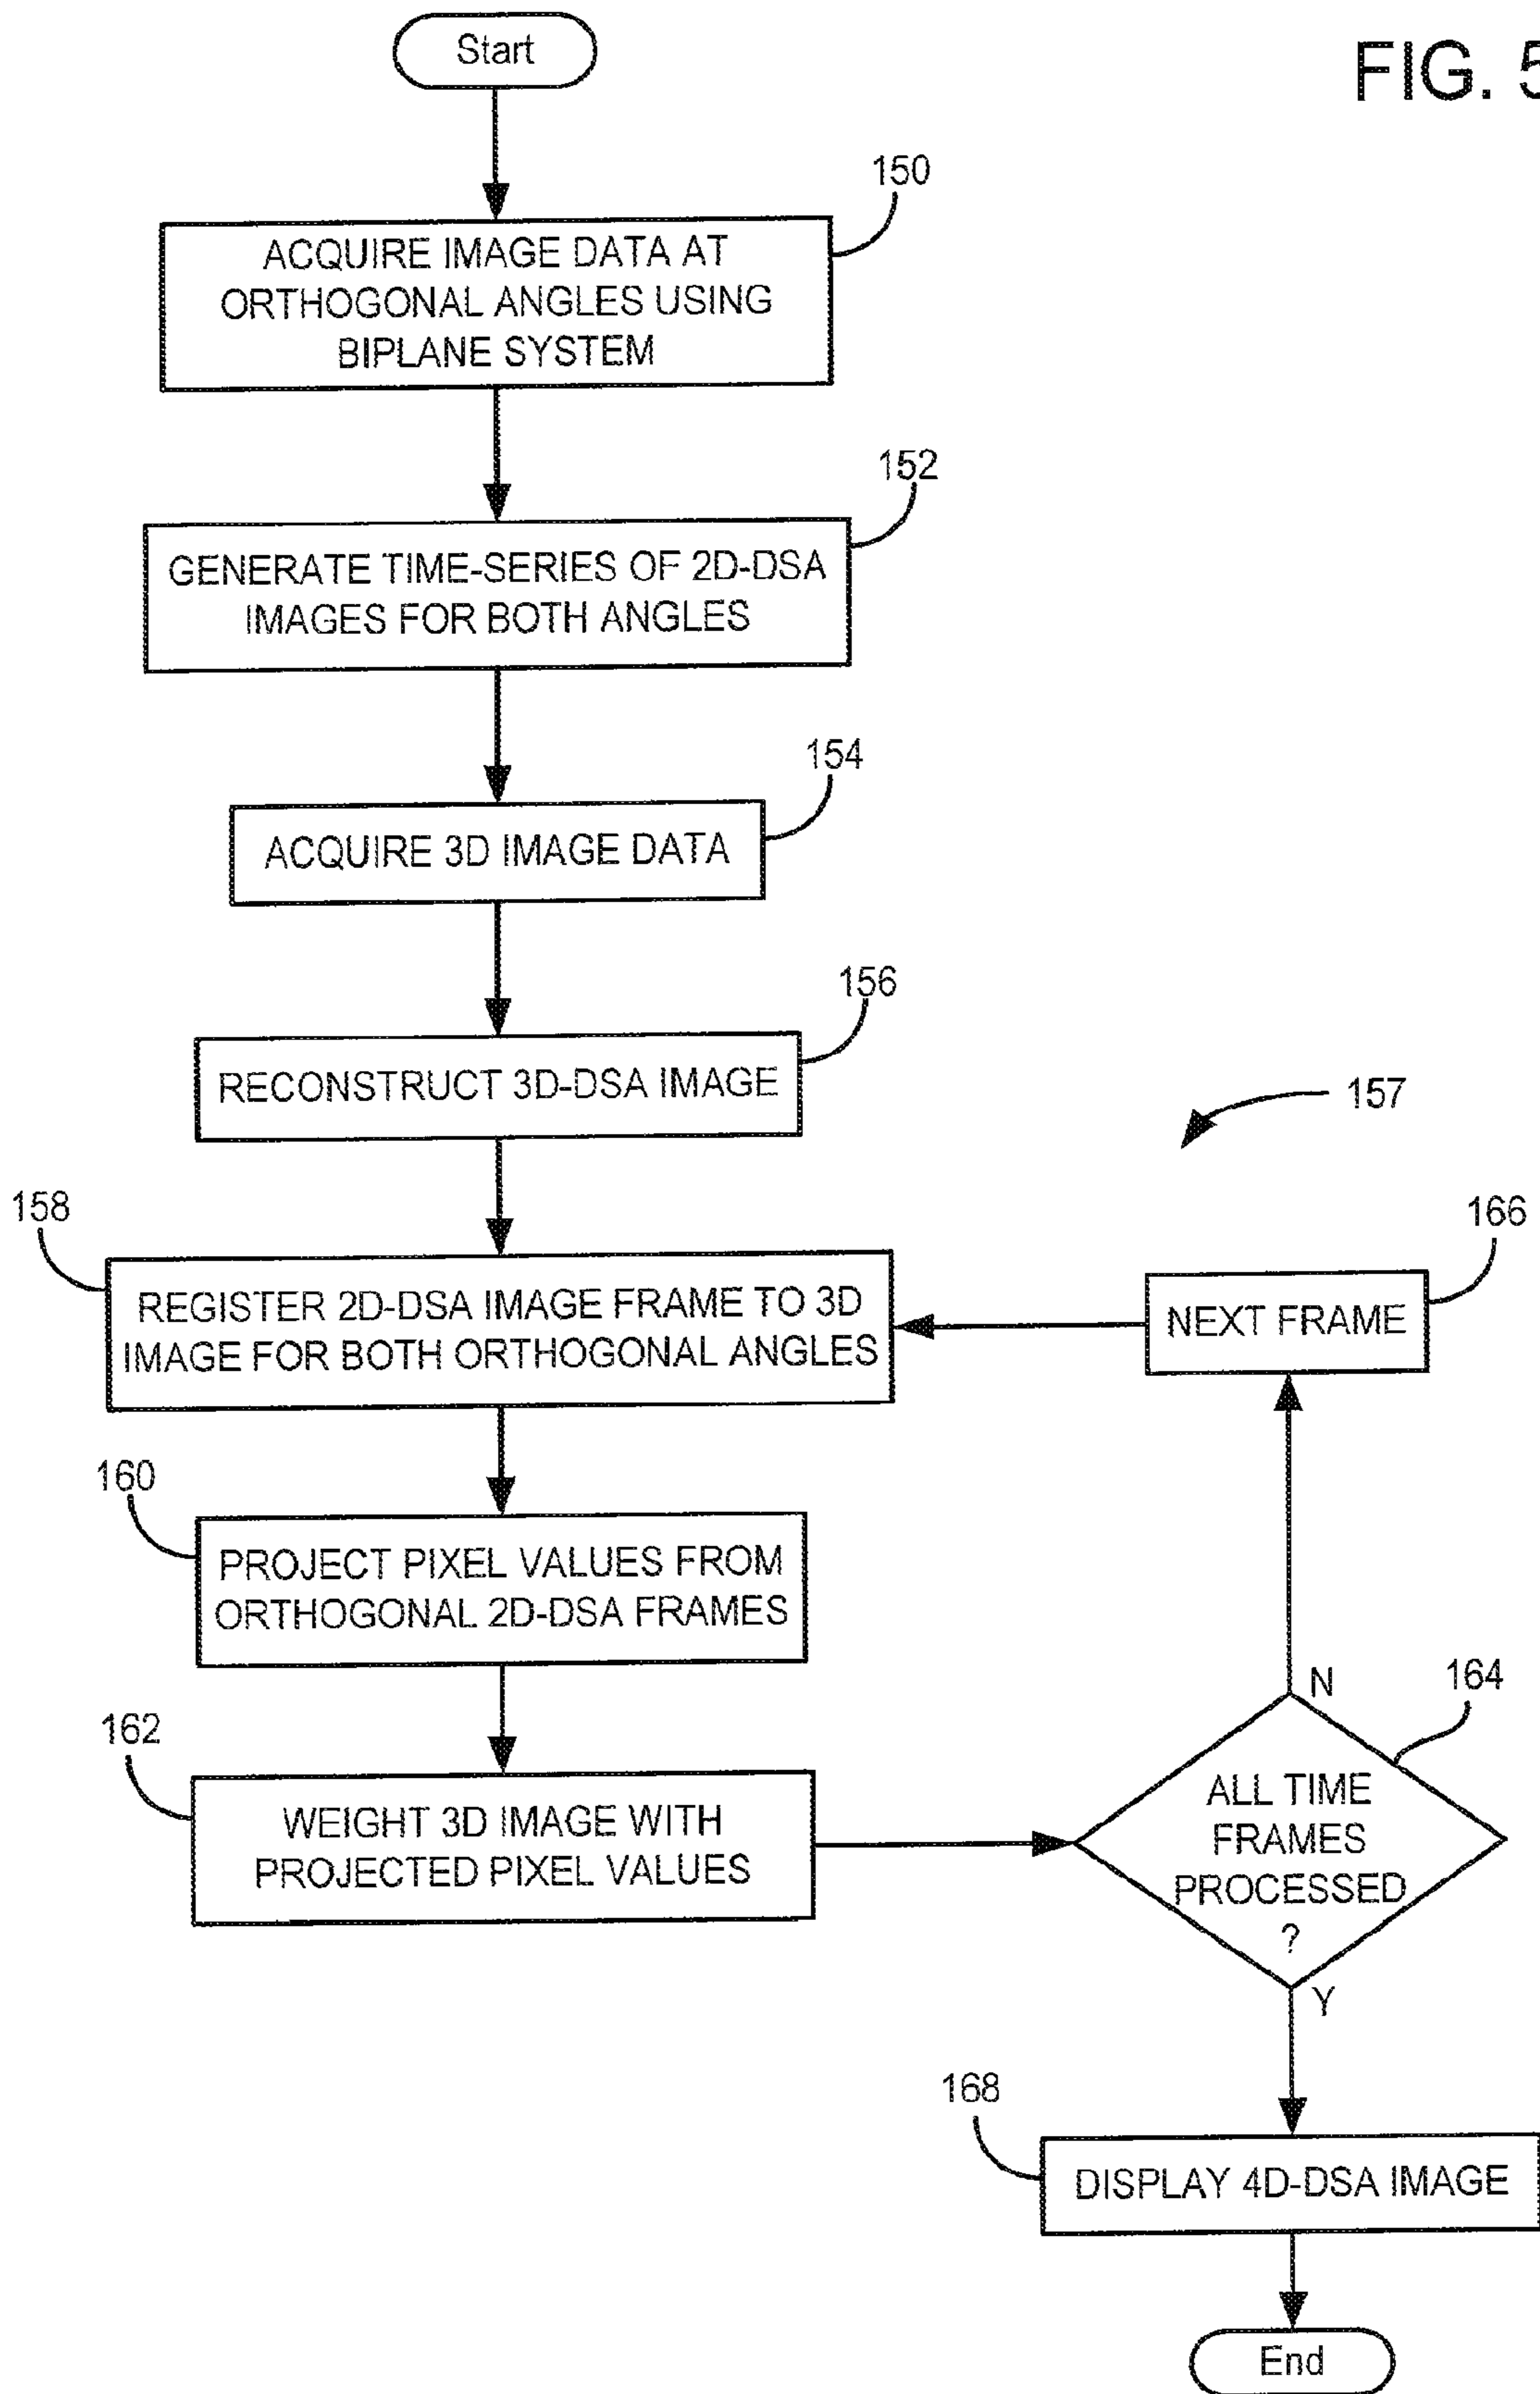 FIG. 5
Start
150
ACQUIRE IMAGE DATA AT
ORTHOGONAL ANGLES USING
BIPLANE SYSTEM
152
GENERATE TIME-SERIES OF 2D-DSA
IMAGES FOR BOTH ANGLES
154
ACQUIRE 3D IMAGE DATA
156
RECONSTRUCT 3D-DSA IMAGE
157
158
REGISTER 2D-DSA IMAGE FRAME TO 3D
IMAGE FOR BOTH ORTHOGONAL ANGLES
166
NEXT FRAME
160
PROJECT PIXEL VALUES FROM
ORTHOGONAL 2D-DSA FRAMES
162
WEIGHT 3D IMAGE WITH
PROJECTED PIXEL VALUES
N
164
ALL TIME
FRAMES
PROCESSED
?
Y
168
DISPLAY 4D-DSA IMAGE
End